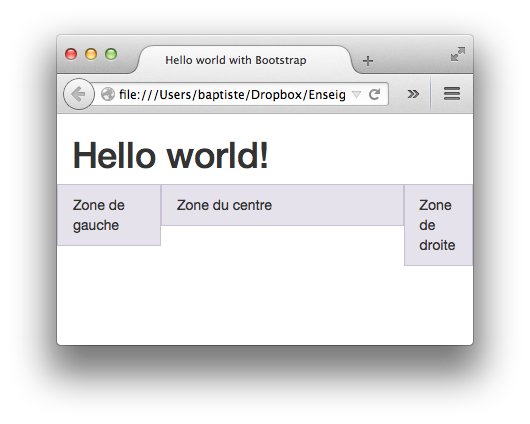 Hello world with Bootstrap
file:///Users/baptiste/Dropbox/Enseig
Hello world!
Zone de
gauche
Zone du centre
Zone
de
droite